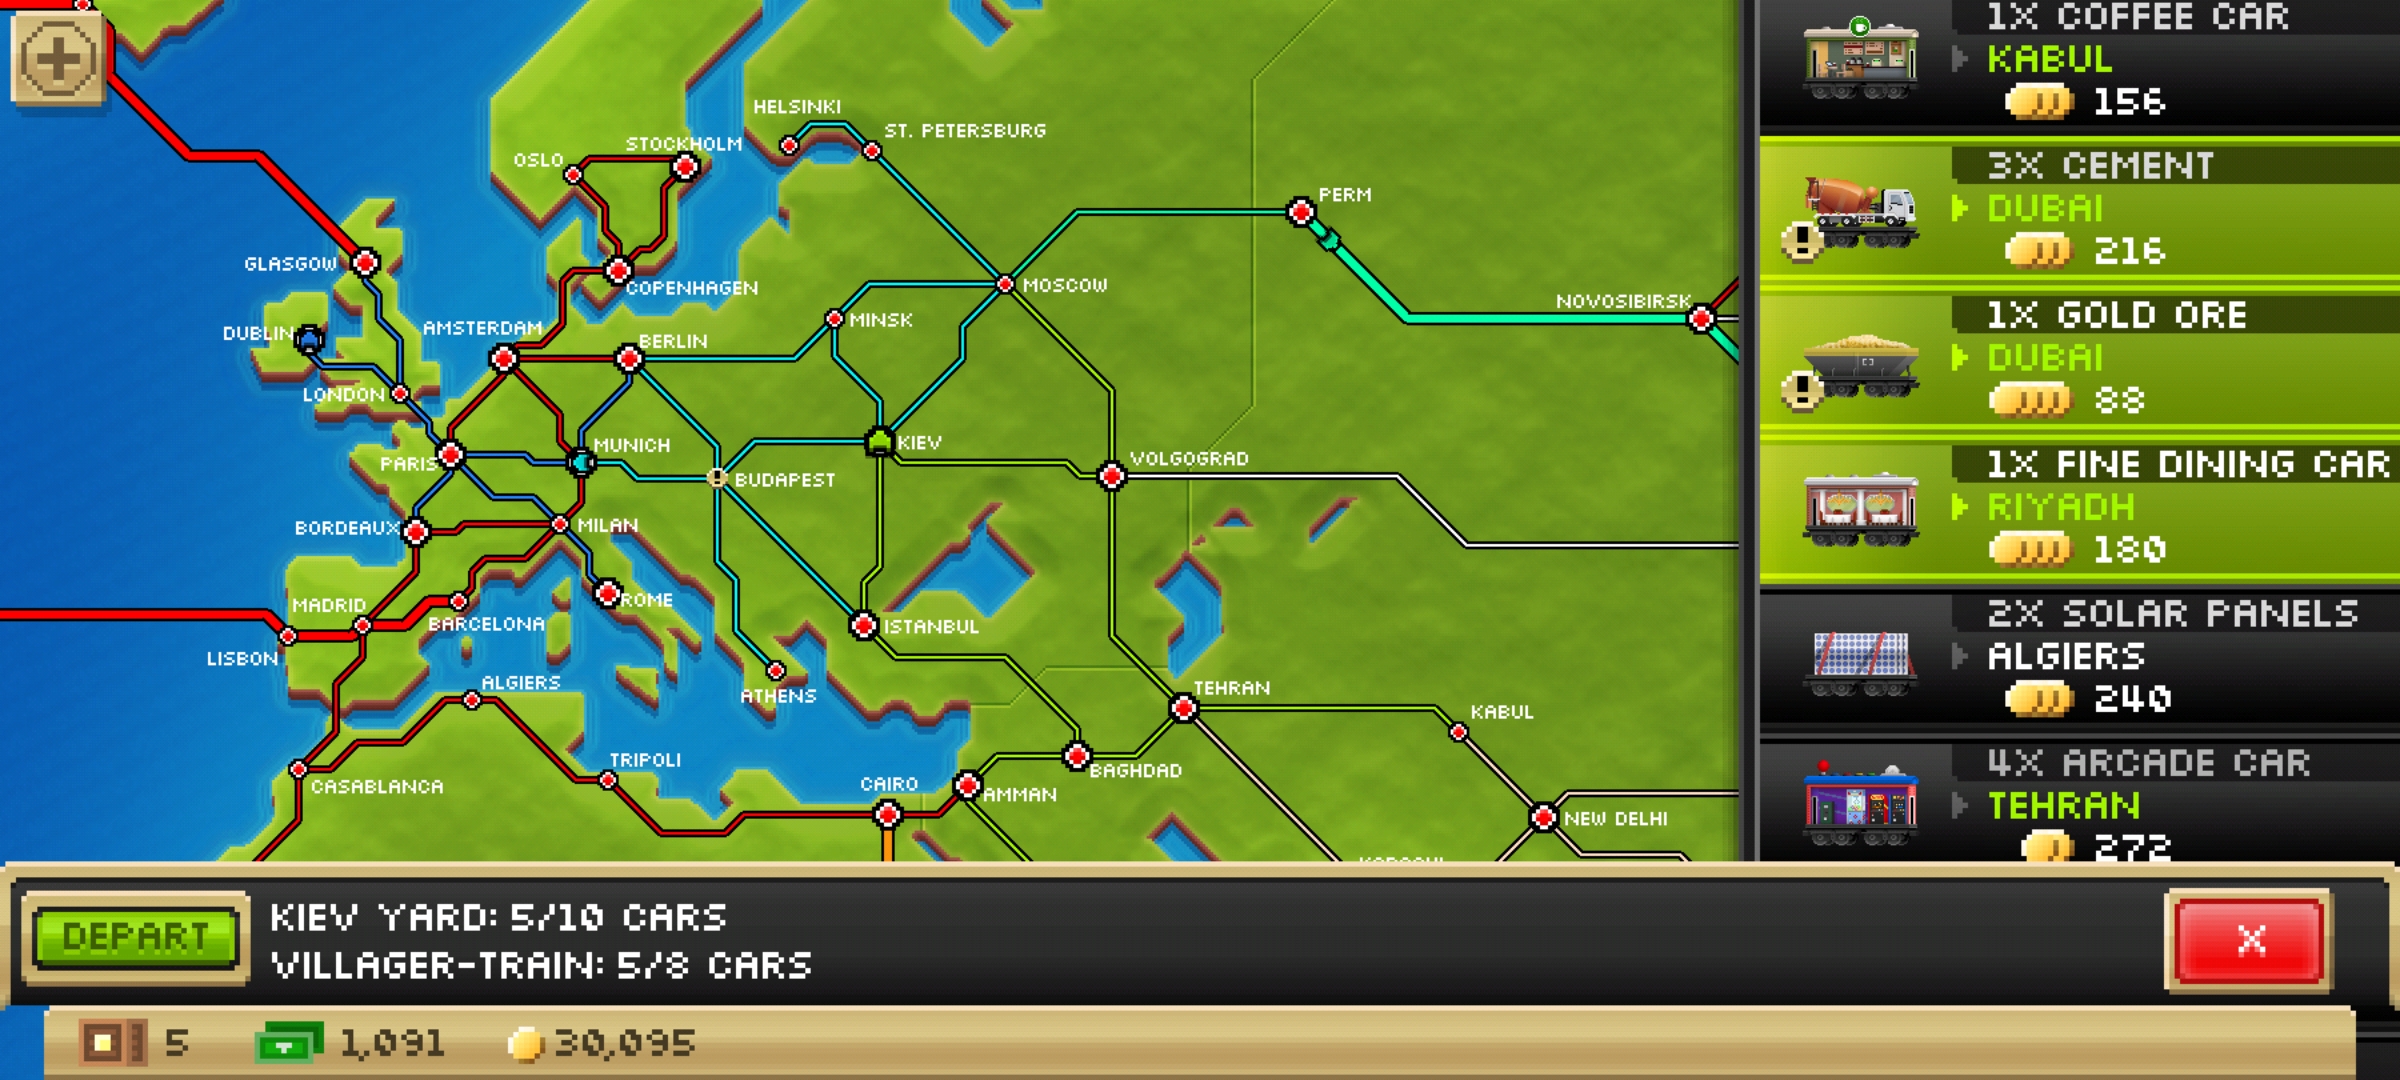 HELSINKI
ST. PETERSBURG
STOCKHOLM
OSLO
PERM
GLASGOW
COPENHAGEN
MOSCOW
NOVOSIBIRSK
DUBLIN
AMSTERDAM
BERLIN
MINSK
LONDON
MUNICH
KIEV
VOLGOGRAD
PARIS
BUDAPEST
BORDEAUX
MILAN
ROME
MADRID
BARCELONA
ISTANBUL
LISBON
ALGIERS
ATHENS
TEHRAN
KABUL
TRIPOLI
BAGHDAD
CASABLANCA
CAIRO
AMMAN
NEW DELHI
1X COFFEE CAR
KABUL
156
3X CEMENT
DUBAI
216
1X GOLD ORE
DUBAI
88
1X FINE DINING CAR
RIYADH
180
2X SOLAR PANELS
ALGIERS
240
4X ARCADE CAR
TEHRAN
272
DEPART
KIEV YARD: 5/10 CARS
VILLAGER-TRAIN: 5/8 CARS
X
5
1,091
30,095